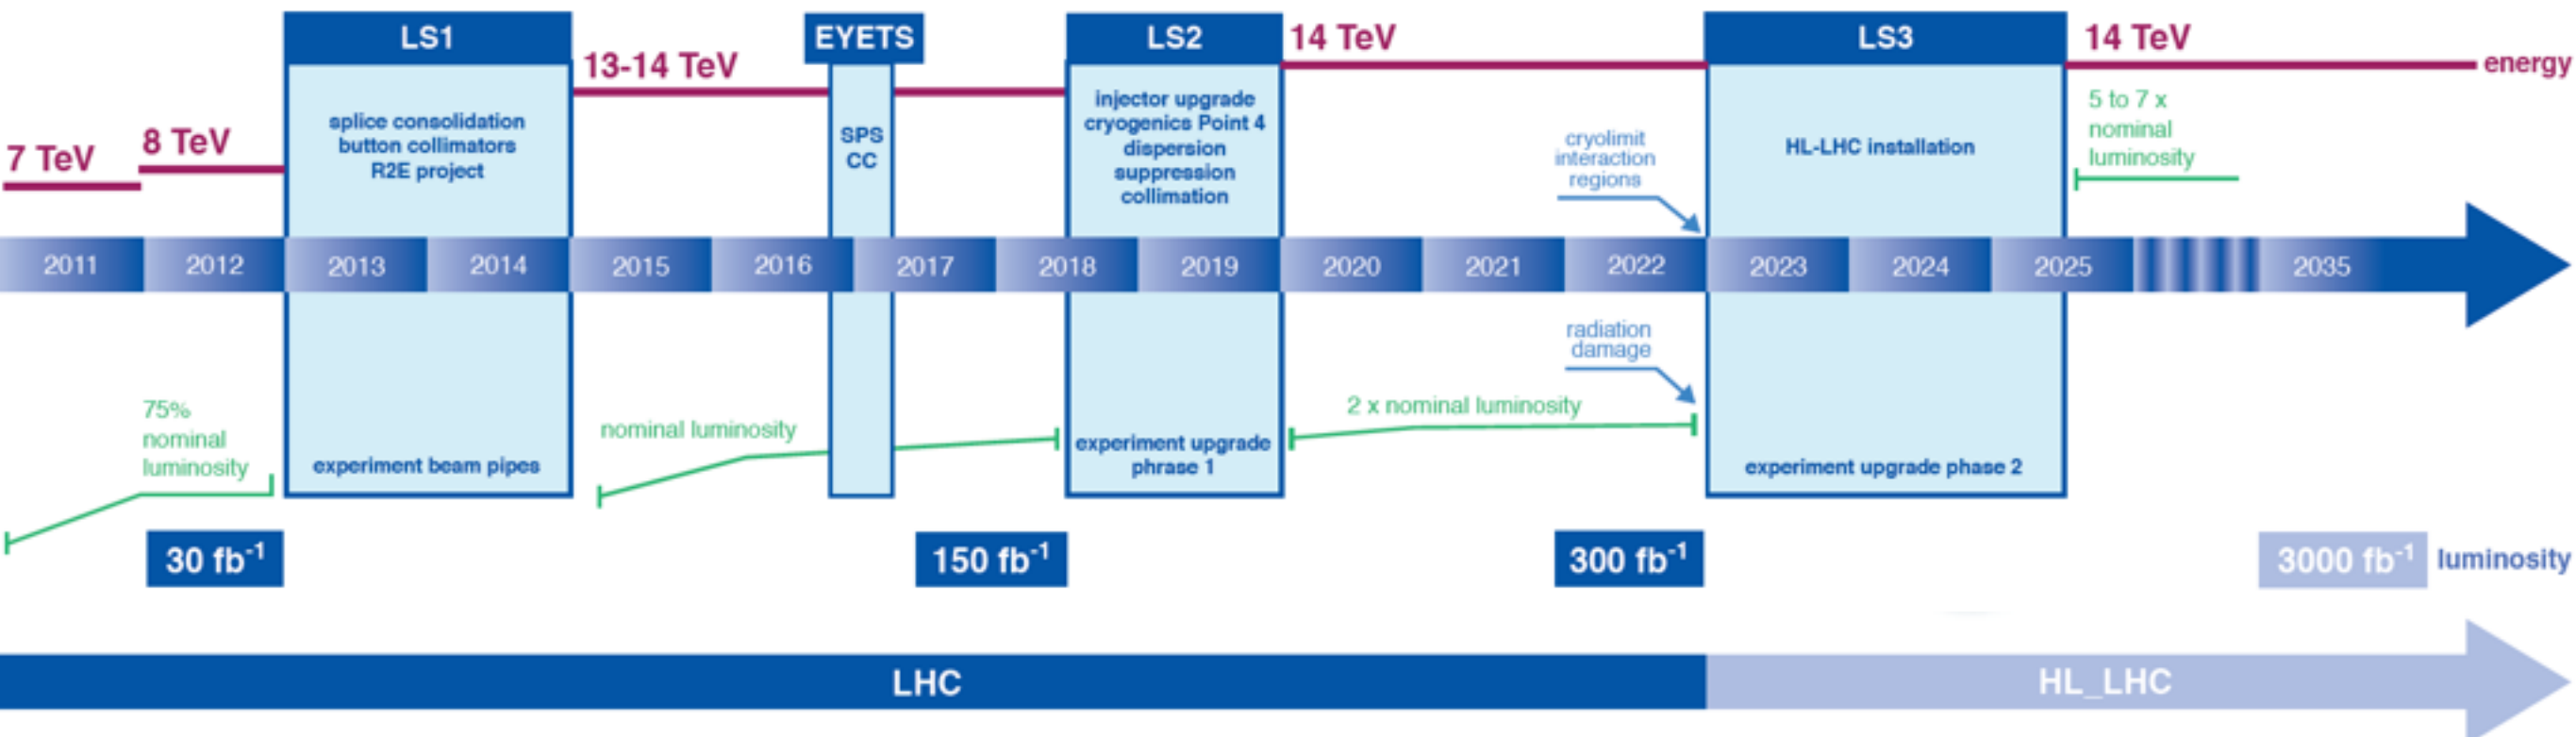 LS1
EYETS
LS2
14 TeV
LS3
14 TeV
energy
13-14 TeV
7 TeV
8 TeV
splice consolidation
button collimators
R2E project
SPS
CC
injector upgrade
cryogenics Point 4
dispersion
suppression
collimation
cryolimit
interaction
regions
HL-LHC installation
5 to 7 x
nominal
luminosity
2011 2012 2013 2014 2015 2016 2017 2018 2019 2020 2021 2022 2023 2024 2025 2035
radiation
damage
75%
nominal
luminosity
experiment beam pipes
nominal luminosity
experiment upgrade
phrase 1
2 x nominal luminosity
experiment upgrade phase 2
30 fb⁻¹
150 fb⁻¹
300 fb⁻¹
3000 fb⁻¹
luminosity
LHC
HL_LHC